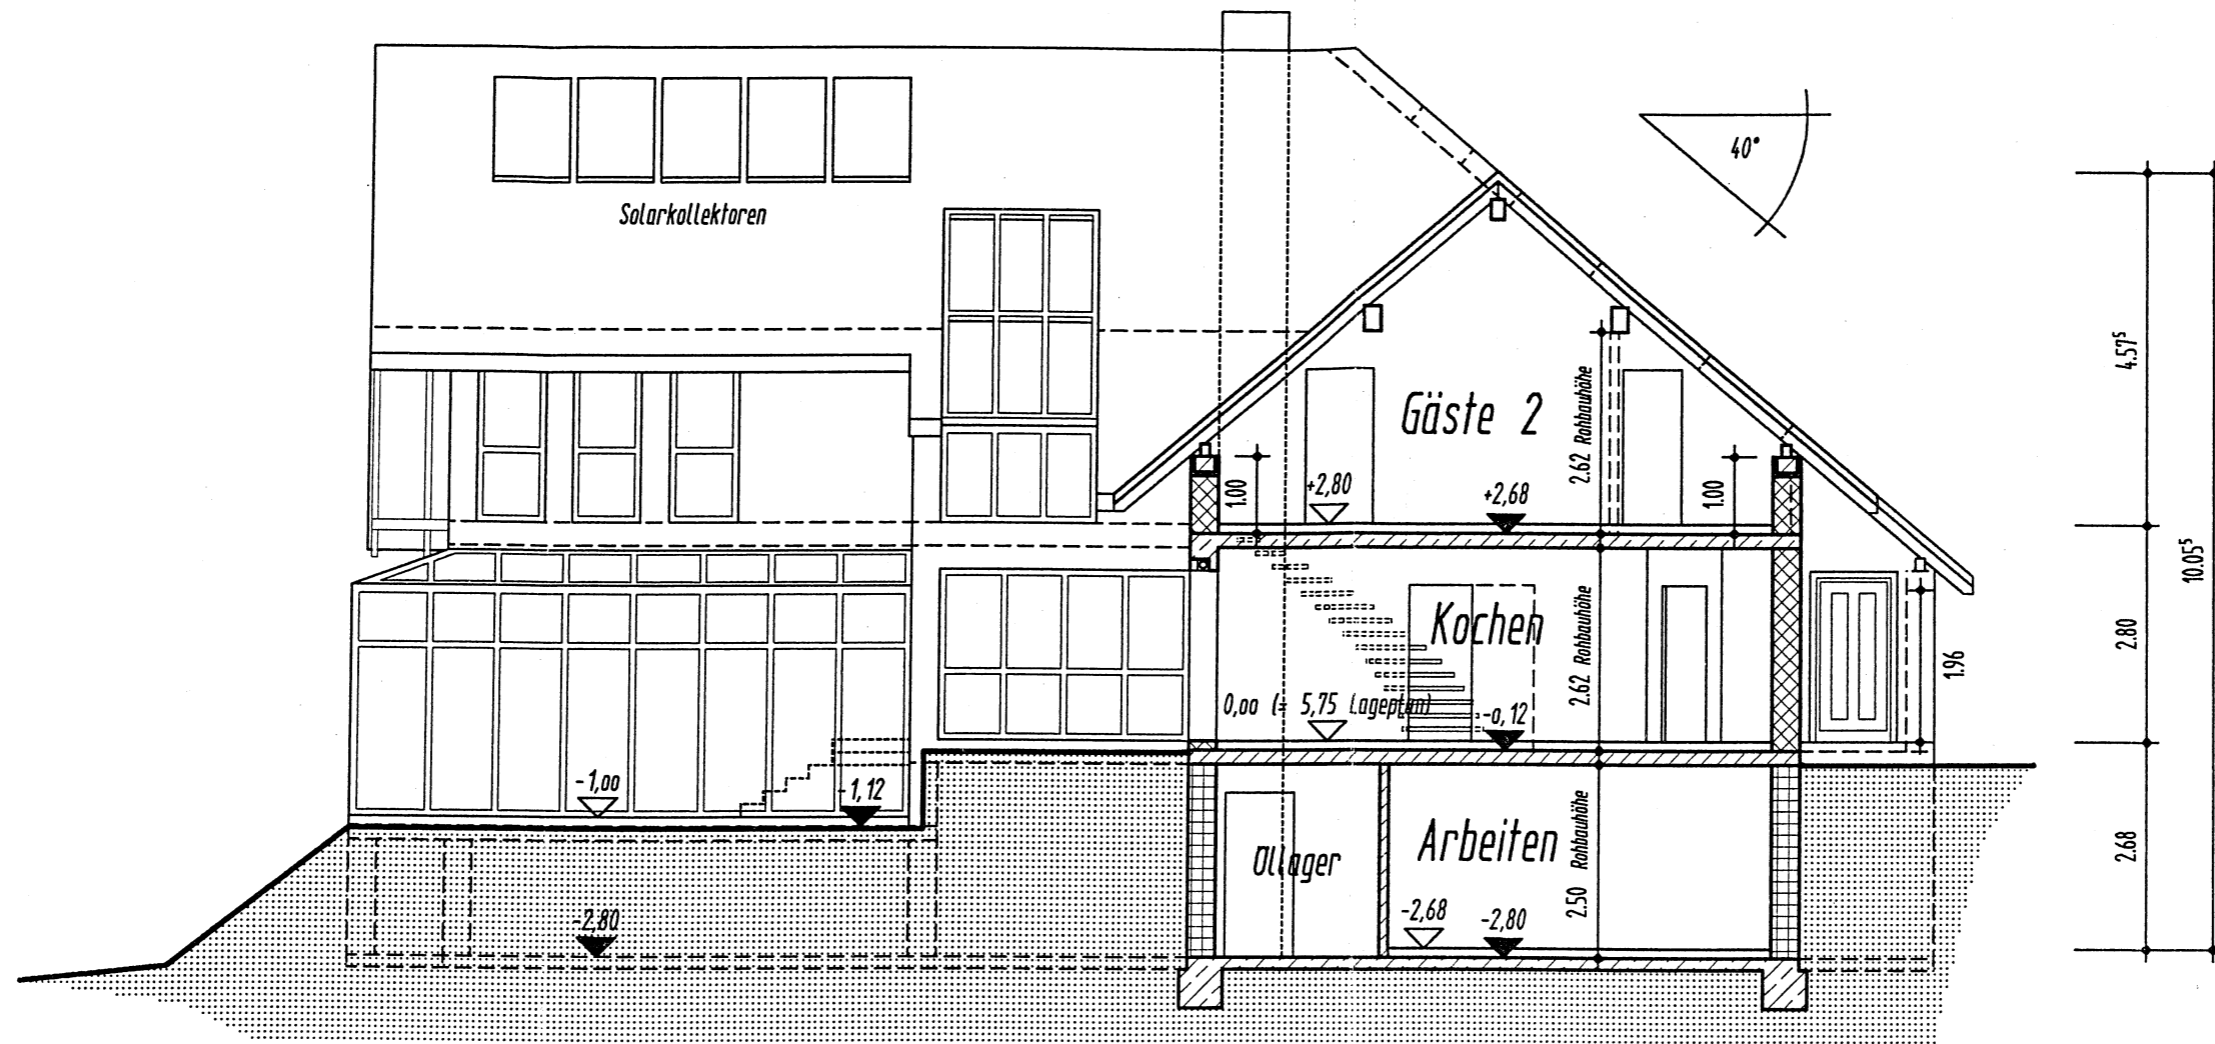 40°
Solarkollektoren
4.57⁵
Gäste 2
2.62 Rohbauhöhe
1.00
+2,80
+2,68
1.00
10.05⁵
Kochen
2.62 Rohbauhöhe
2.80
1.96
0,00 (= 5,75 Lageplan)
-0,12
-1,00
-1,12
Öllager
Arbeiten
2.50 Rohbauhöhe
2.68
-2,80
-2,68
-2,80